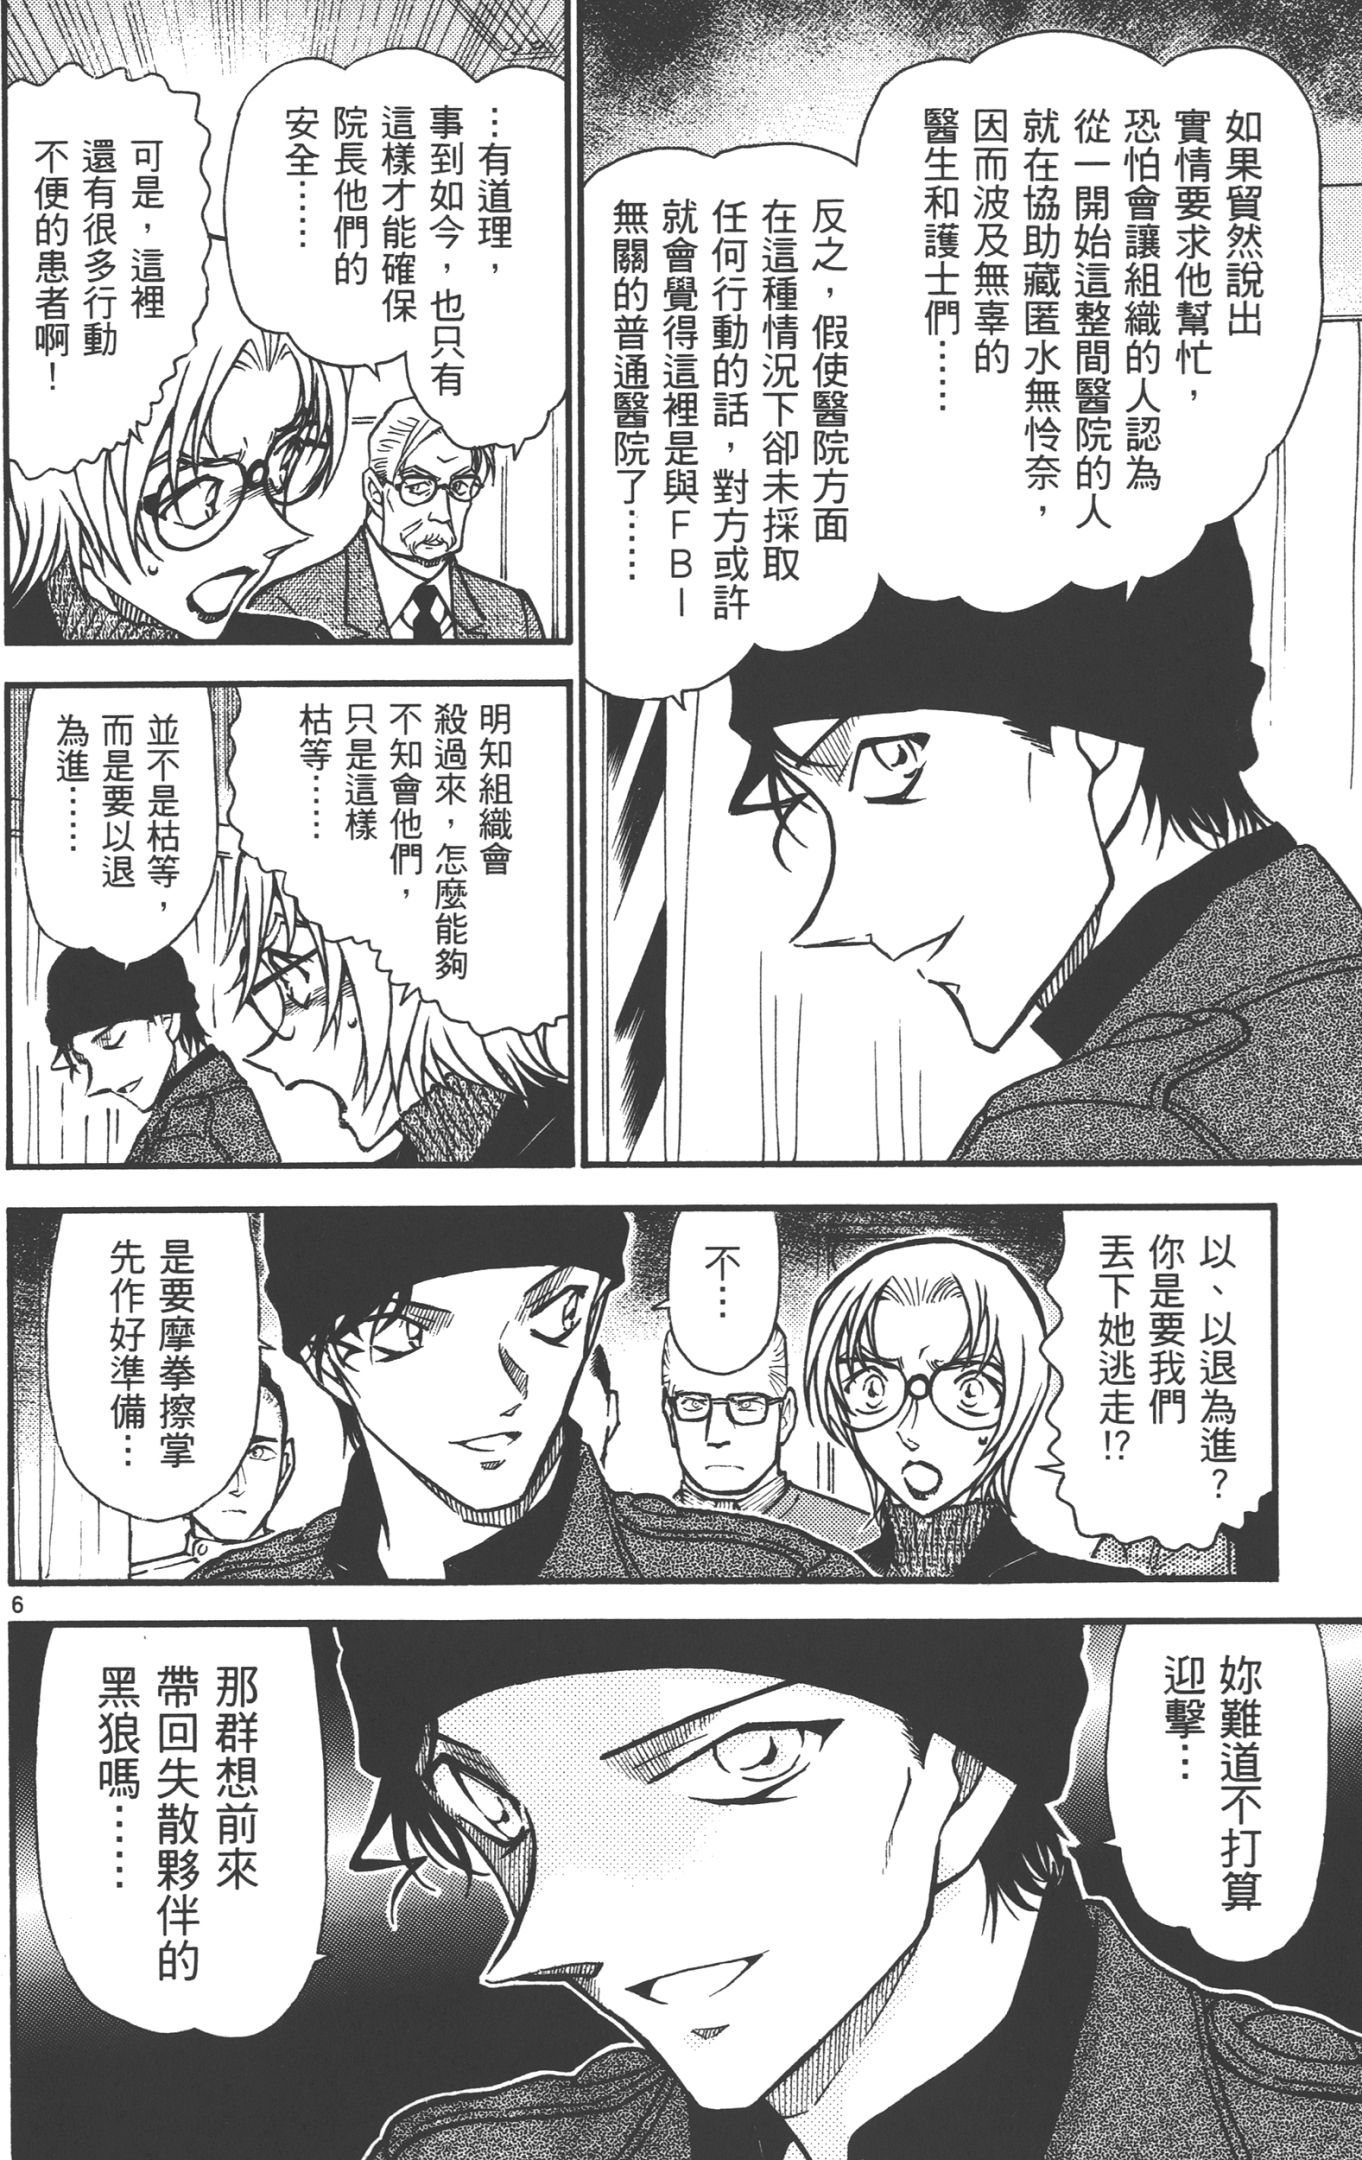 如果貿然說出
實情要求他幫忙，
恐怕會讓組織的人認為
從一開始這整間醫院的人
就在協助藏匿水無怜奈，
因而波及無辜的
醫生和護士們……
反之，假使醫院方面
在這種情況下卻未採取
任何行動的話，對方或許
就會覺得這裡是與FBI
無關的普通醫院了……
…有道理，
事到如今，也只有
這樣才能確保
院長他們的
安全……
可是，這裡
還有很多行動
不便的患者啊！
明知組織會
殺過來，怎麼能夠
不知會他們，
只是這樣
枯等……
並不是枯等，
而是要以退
為進……
以、以退為進？
你是要我們
丟下她逃走!?
不…
是要摩拳擦掌
先作好準備…
6
妳難道不打算
迎擊…
那群想前來
帶回失散夥伴的
黑狼嗎……